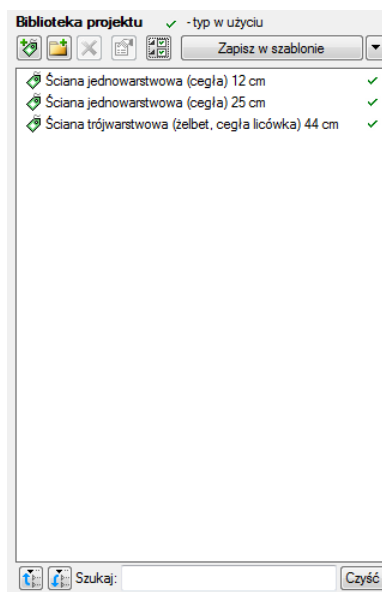 Biblioteka projektu ✓ - typ w użyciu
Zapisz w szablonie
Ściana jednowarstwowa (cegła) 12 cm
Ściana jednowarstwowa (cegła) 25 cm
Ściana trójwarstwowa (żelbet, cegła licówka) 44 cm
Szukaj:
Czyść